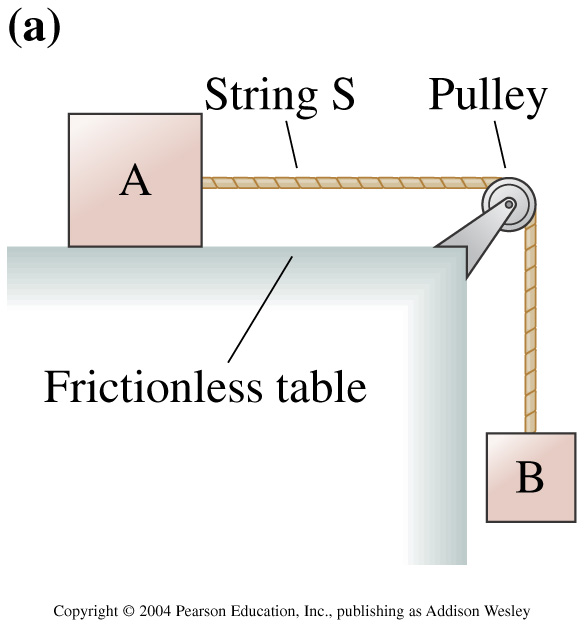 (a)
String S
Pulley
A
Frictionless table
B
Copyright © 2004 Pearson Education, Inc., publishing as Addison Wesley